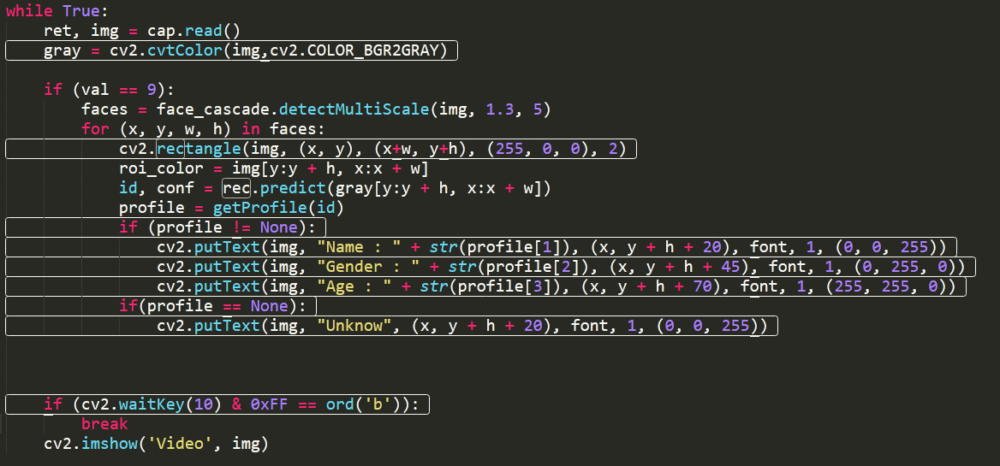 while True:
    ret, img = cap.read()
    gray = cv2.cvtColor(img,cv2.COLOR_BGR2GRAY)
    if (val == 9):
        faces = face_cascade.detectMultiScale(img, 1.3, 5)
        for (x, y, w, h) in faces:
            cv2.rectangle(img, (x, y), (x+w, y+h), (255, 0, 0), 2)
            roi_color = img[y:y + h, x:x + w]
            id, conf = rec.predict(gray[y:y + h, x:x + w])
            profile = getProfile(id)
            if (profile != None):
                cv2.putText(img, "Name : " + str(profile[1]), (x, y + h + 20), font, 1, (0, 0, 255))
                cv2.putText(img, "Gender : " + str(profile[2]), (x, y + h + 45), font, 1, (0, 255, 0))
                cv2.putText(img, "Age : " + str(profile[3]), (x, y + h + 70), font, 1, (255, 255, 0))
            if(profile == None):
                cv2.putText(img, "Unknow", (x, y + h + 20), font, 1, (0, 0, 255))
    if (cv2.waitKey(10) & 0xFF == ord('b')):
        break
    cv2.imshow('Video', img)